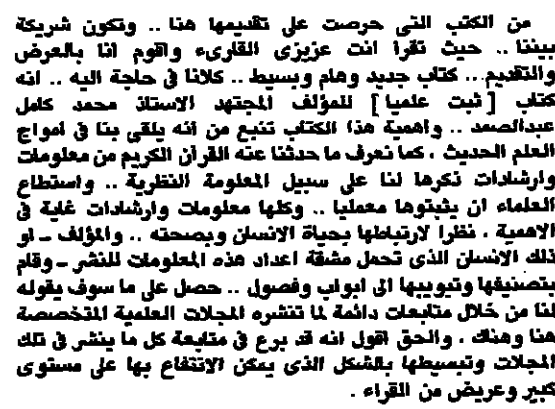 من الكتب التى حرصت على تقديمها هنا .. وتكون شريكة
بيننا .. حيث تقرا انت عزيزى القارىء واقوم انا بالعرض
والتقديم .. كتاب جديد وهام وبسيط .. كلانا فى حاجة اليه .. انه
كتاب [ ثبت علميا ] للمؤلف المجتهد الاستاذ محمد كامل
عبدالصمد .. واهمية هذا الكتاب تنبع من أنه يلقى بنا فى امواج
العلم الحديث ، كما نعرف ما حدثنا عنه القرآن الكريم من معلومات
وارشادات ذكرها لنا على سبيل المعلومة النظرية .. واستطاع
العلماء ان يثبتوها معمليا .. وكلها معلومات وارشادات غاية فى
الاهمية ، نظرا لارتباطها بحياة الانسان وبصحته .. والمؤلف ـ او
ذلك الانسان الذى تحمل مشقة اعداد هذه المعلومات للنشر ـ وقام
بتصنيفها وتبويبها الى ابواب وفصول .. حصل على ما سوف يقوله
لنا من خلال متابعات دائمة لما تنشره المجلات العلمية المتخصصة
هنا وهناك . والحق اقول انه قد برع فى متابعة كل ما ينشر فى تلك
المجلات وتبسيطها بالشكل الذى يمكن الانتفاع بها على مستوى
كبير وعريض من القراء .